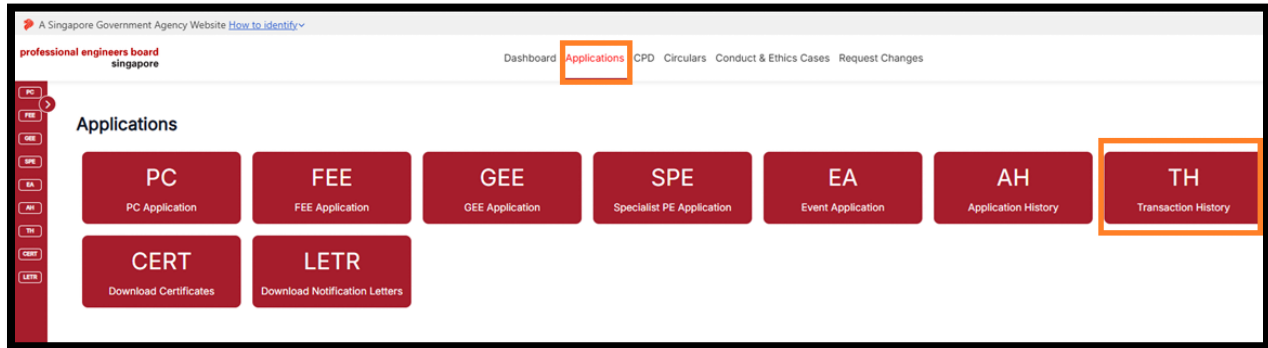 A Singapore Government Agency Website How to identify
professional engineers board
singapore
Dashboard Applications CPD Circulars Conduct & Ethics Cases Request Changes
PC
FEE
GEE
SPE
EA
AH
TH
CERT
LETR
Applications
PC FEE GEE SPE EA AH TH
PC Application FEE Application GEE Application Specialist PE Application Event Application Application History Transaction History
CERT LETR
Download Certificates Download Notification Letters